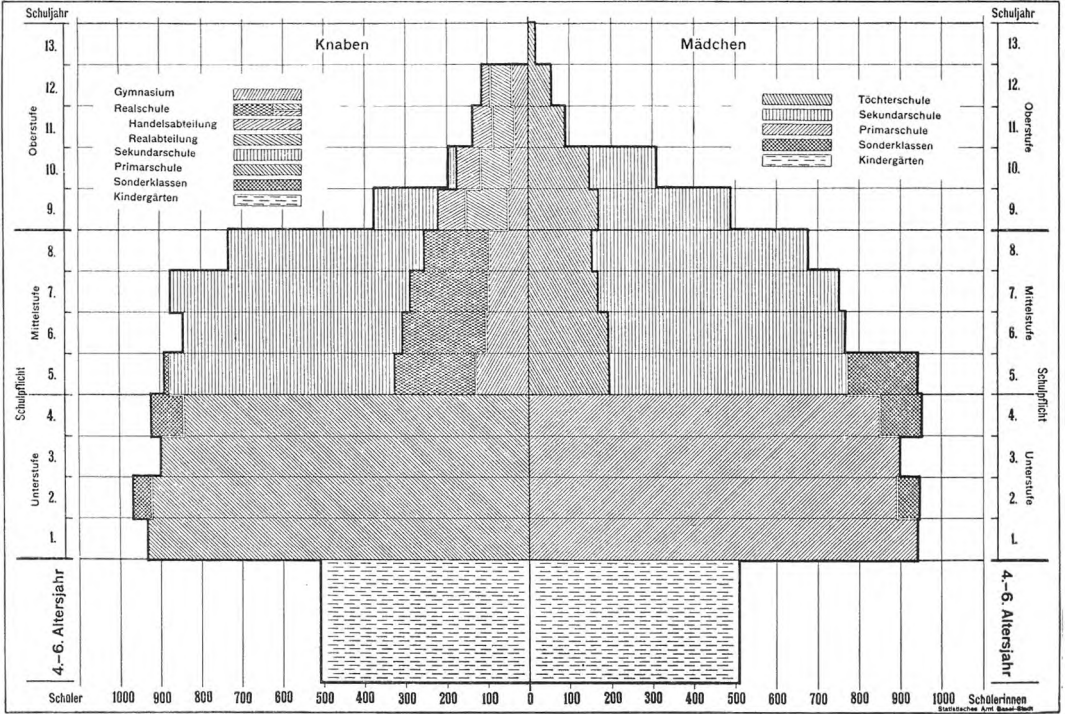 Schuljahr
Schuljahr
Knaben
Mädchen
13.
12.
11.
10.
9.
8.
7.
6.
5.
4.
3.
2.
1.
Oberstufe
Mittelstufe
Unterstufe
Schulpflicht
4.–6. Altersjahr
Gymnasium
Realschule
Handelsabteilung
Realabteilung
Sekundarschule
Primarschule
Sonderklassen
Kindergärten
Töchterschule
Sekundarschule
Primarschule
Sonderklassen
Kindergärten
13.
12.
11.
10.
9.
8.
7.
6.
5.
4.
3.
2.
1.
Oberstufe
Mittelstufe
Unterstufe
Schulpflicht
4.–6. Altersjahr
Schüler 1000 900 800 700 600 500 400 300 200 100 0 100 200 300 400 500 600 700 800 900 1000 Schülerinnen
Statistisches Amt Basel-Stadt